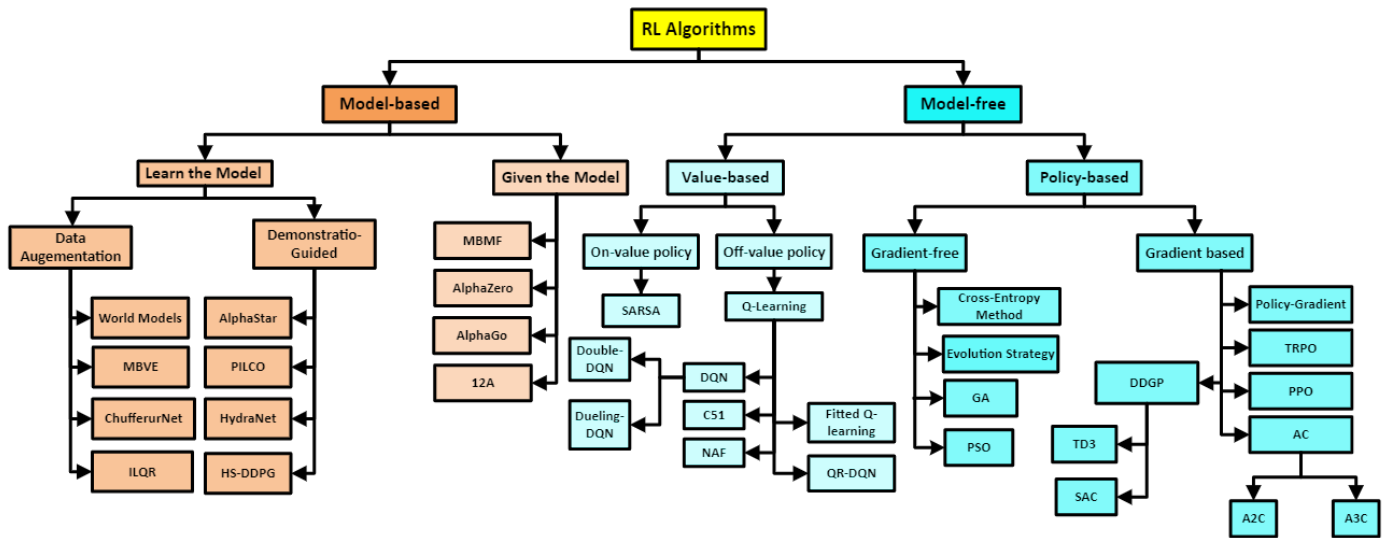 RL Algorithms
Model-based
Model-free
Learn the Model
Given the Model
Value-based
Policy-based
Data
Augementation
Demonstratio-
Guided
MBMF
AlphaZero
AlphaGo
12A
On-value policy
Off-value policy
Gradient-free
Gradient based
World Models
MBVE
ChufferurNet
ILQR
AlphaStar
PILCO
HydraNet
HS-DDPG
SARSA
Q-Learning
Double-
DQN
Dueling-
DQN
DQN
C51
NAF
Fitted Q-
learning
QR-DQN
Cross-Entropy
Method
Evolution Strategy
GA
PSO
Policy-Gradient
TRPO
PPO
AC
DDGP
TD3
SAC
A2C
A3C